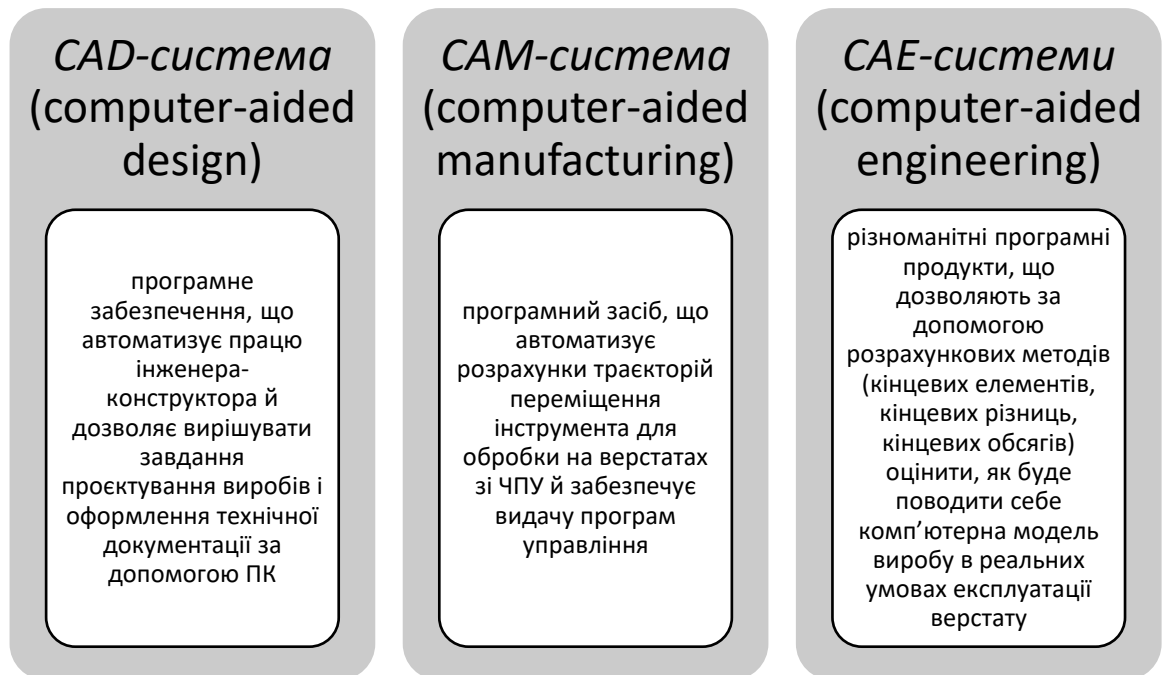 CAD-система
(computer-aided
design)
програмне
забезпечення, що
автоматизує працю
інженера-
конструктора й
дозволяє вирішувати
завдання
проєктування виробів і
оформлення технічної
документації за
допомогою ПК
CAM-система
(computer-aided
manufacturing)
програмний засіб, що
автоматизує
розрахунки траєкторій
переміщення
інструмента для
обробки на верстатах
зі ЧПУ й забезпечує
видачу програм
управління
CAE-системи
(computer-aided
engineering)
різноманітні програмні
продукти, що
дозволяють за
допомогою
розрахункових методів
(кінцевих елементів,
кінцевих різниць,
кінцевих обсягів)
оцінити, як буде
поводити себе
комп’ютерна модель
виробу в реальних
умовах експлуатації
верстату